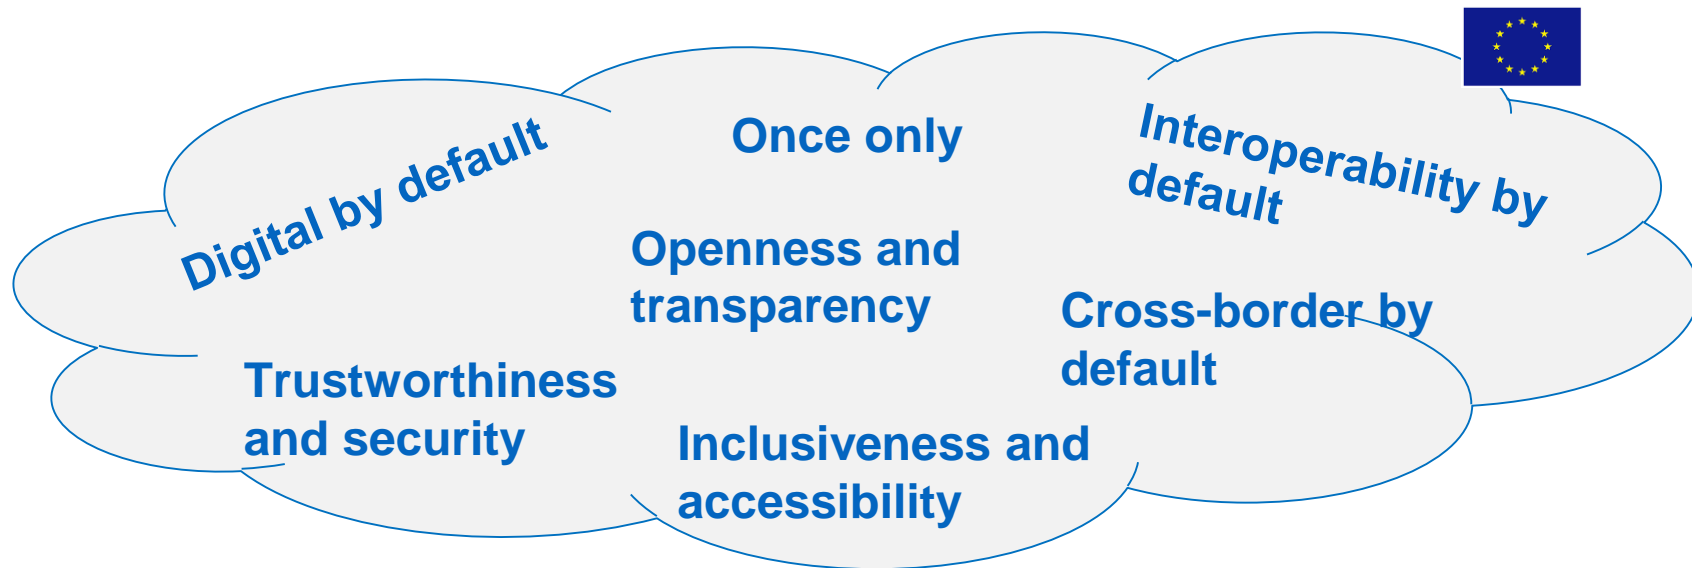 Digital by default
Once only
Interoperability by
default
Openness and
transparency
Cross-border by
default
Trustworthiness
and security
Inclusiveness and
accessibility